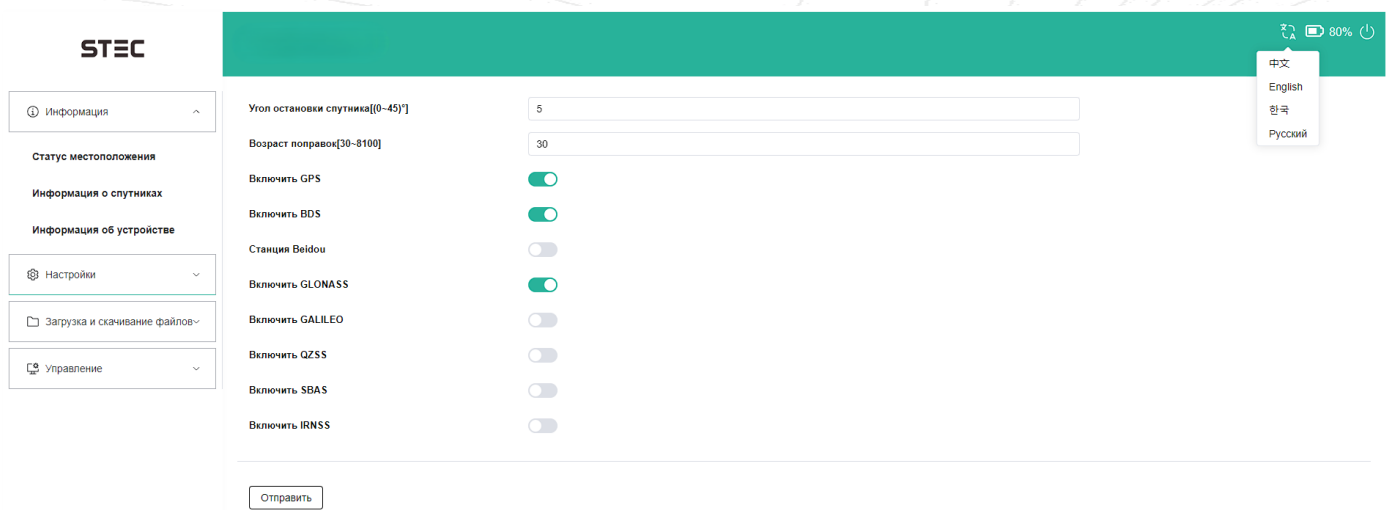 STEC
80%
中文
English
한국
Русский
Информация
Статус местоположения
Информация о спутниках
Информация об устройстве
Настройки
Загрузка и скачивание файлов
Управление
Угол остановки спутника[(0~45)°]
5
Возраст поправок[30~8100]
30
Включить GPS
Включить BDS
Станция Beidou
Включить GLONASS
Включить GALILEO
Включить QZSS
Включить SBAS
Включить IRNSS
Отправить